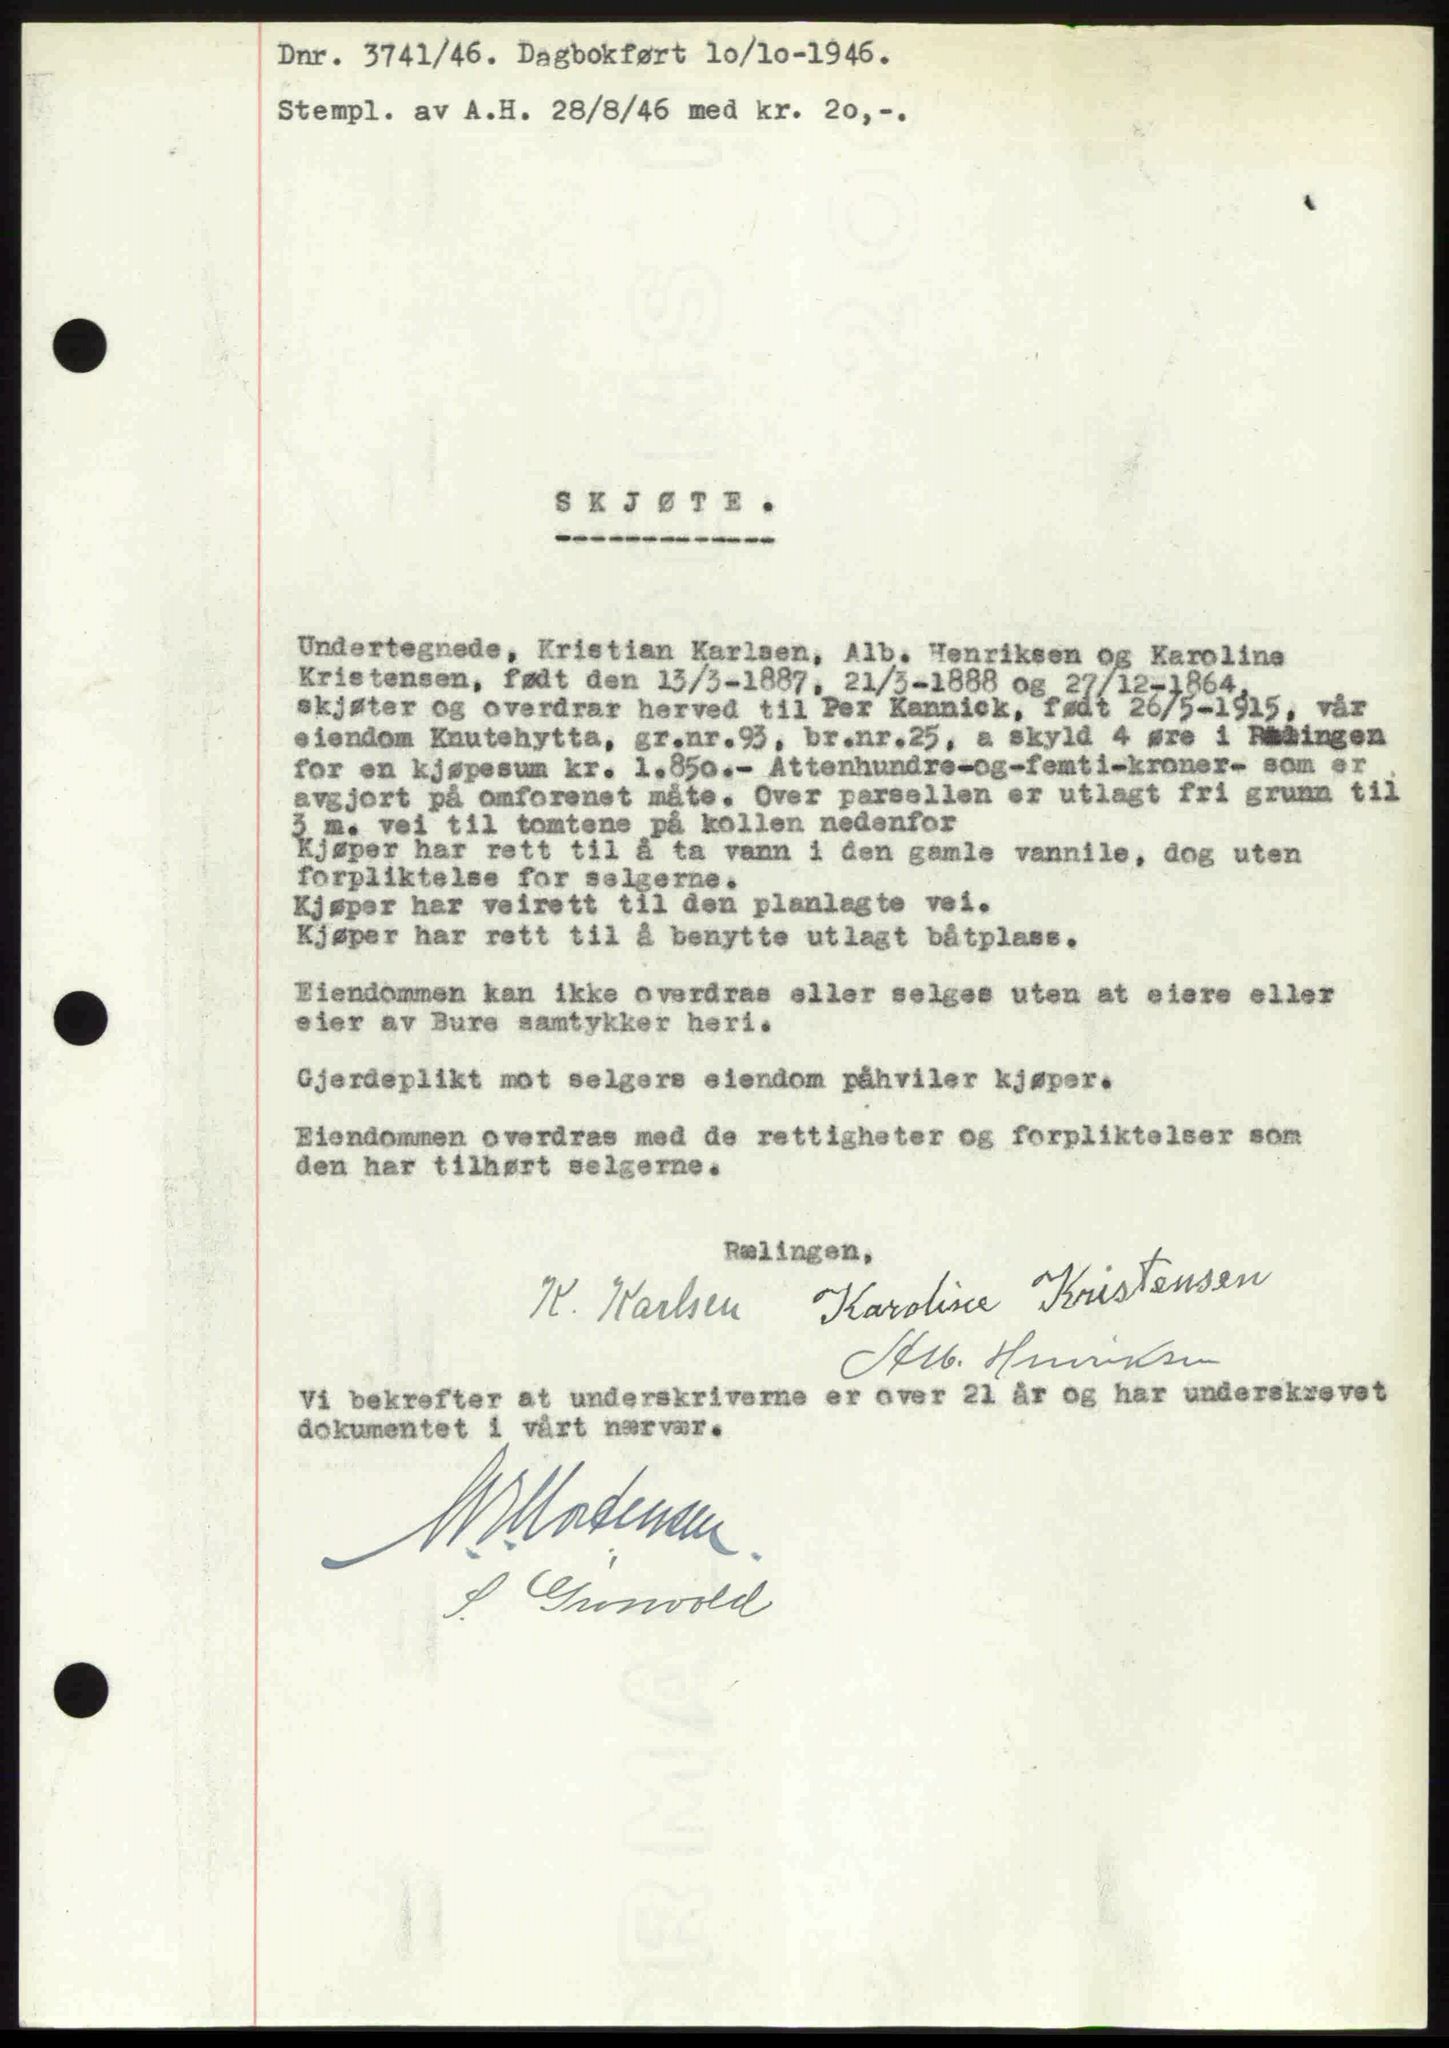 Dnr. 3741/46. Dagbokført lo/lo-1946.
Stempl. av A.H. 28/8/46 med kr. 2o,-.
S K J Ø T E .
-------------
Undertegnede, Kristian Karlsen, Alb. Henriksen og Karoline
Kristensen, født den 13/3-1887, 21/3-1888 og 27/12-1864,
skjøter og overdrar herved til Per Kannick, født 26/5-1915, vår
eiendom Knutehytta, gr.nr.93, br.nr.25, a skyld 4 øre i Rælingen
for en kjøpesum kr. 1.850.- Attenhundre-og-femti-kroner- som er
avgjort på omforenet måte. Over parsellen er utlagt fri grunn til
3 m. vei til tomtene på kollen nedenfor
Kjøper har rett til å ta vann i den gamle vannile, dog uten
forpliktelse for selgerne.
Kjøper har veirett til den planlagte vei.
Kjøper har rett til å benytte utlagt båtplass.
Eiendommen kan ikke overdras eller selges uten at eiere eller
eier av Bure samtykker heri.
Gjerdeplikt mot selgers eiendom påhviler kjøper.
Eiendommen overdras med de rettigheter og forpliktelser som
den har tilhørt selgerne.
Rælingen,
K. Karlsen Karoline Kristensen
Alb. Henriksen
Vi bekrefter at underskriverne er over 21 år og har underskrevet
dokumentet i vårt nærvær.
Mortensen
S.